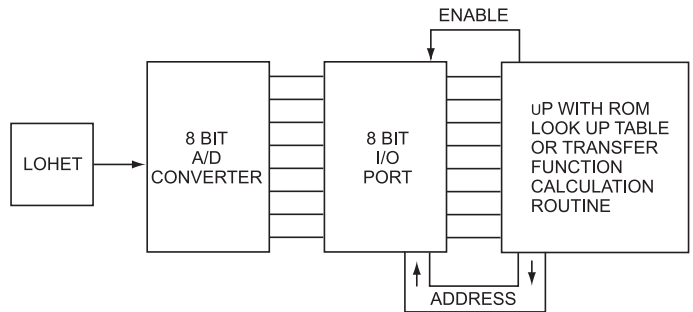 ENABLE
LOHET
8 BIT
A/D
CONVERTER
8 BIT
I/O
PORT
UP WITH ROM
LOOK UP TABLE
OR TRANSFER
FUNCTION
CALCULATION
ROUTINE
ADDRESS